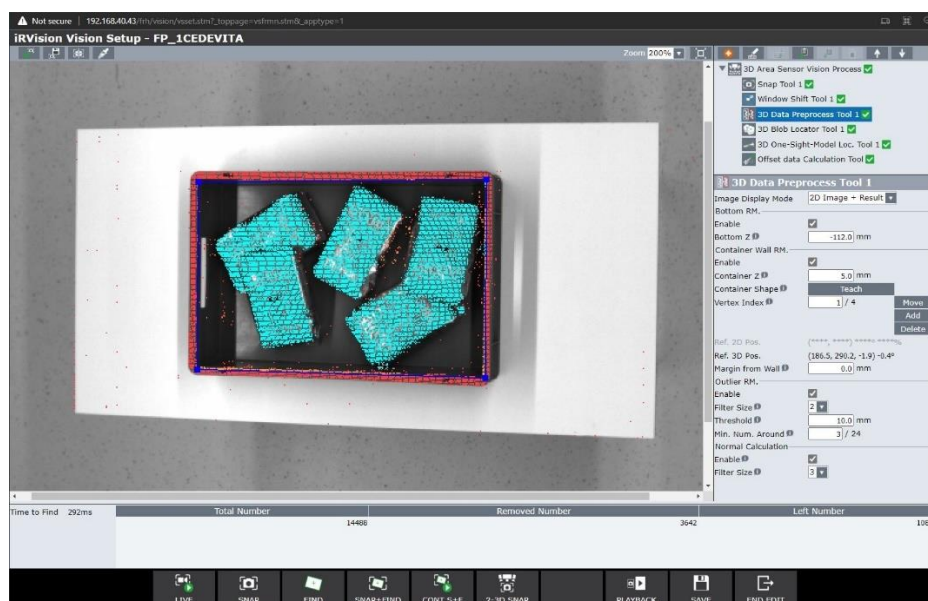 Not secure | 192.168.40.43/frh/vision/vsset.stm?_toppage=vsfrmn.stm&_apptype=1
iRVision Vision Setup - FP_1CEDEVITA
Zoom 200%
3D Area Sensor Vision Process
Snap Tool 1
Window Shift Tool 1
3D Data Preprocess Tool 1
3D Blob Locator Tool 1
3D One-Sight-Model Loc. Tool 1
Offset data Calculation Tool
3D Data Preprocess Tool 1
Image Display Mode 2D Image + Result
Bottom RM.
Enable
Bottom Z -112.0 mm
Container Wall RM.
Enable
Container Z 5.0 mm
Container Shape Teach
Vertex Index 1 / 4 Move
Add
Delete
Ref. 2D Pos. (****, ****) ****° ****%
Ref. 3D Pos. (186.5, 290.2, -1.9) -0.4°
Margin from Wall 0.0 mm
Outlier RM.
Enable
Filter Size 2
Threshold 10.0 mm
Min. Num. Around 3 / 24
Normal Calculation
Enable
Filter Size 3
Time to Find 292ms Total Number Removed Number Left Number
14488 3642 108
LIVE SNAP FIND SNAP+FIND CONT S+F 2-3D SNAP PLAYBACK SAVE END EDIT